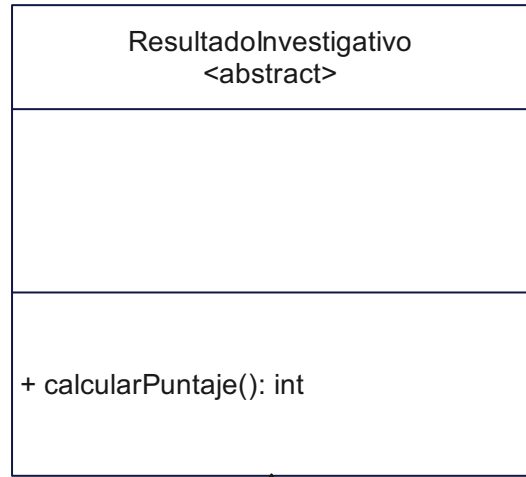 ResultadoInvestigativo
<abstract>
+ calcularPuntaje(): int